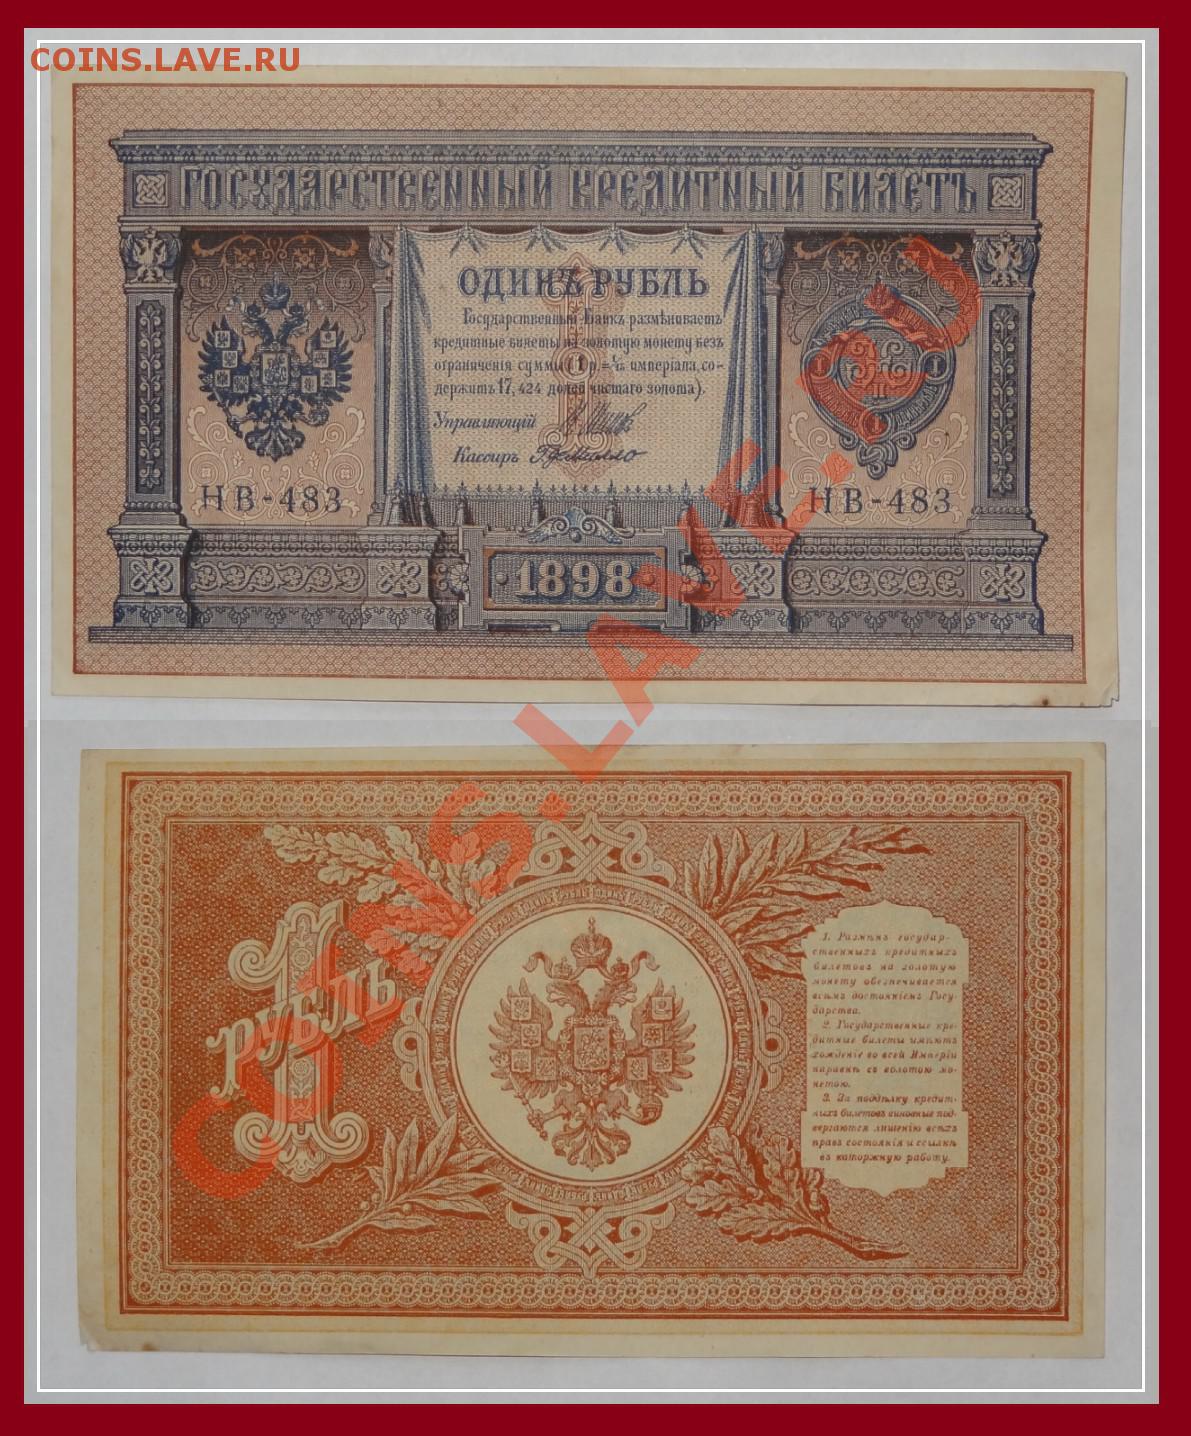 COINS.LAVE.RU
ГОСУДАРСТВЕННЫЙ КРЕДИТНЫЙ БИЛЕТЪ
ОДИНЪ РУБЛЬ
Государственный Банкъ размѣниваетъ
кредитные билеты на золотую монету безъ
ограниченія суммы (1 р. = 1/15 имперіала, со-
держитъ 17,424 долей чистаго золота).
Управляющій
Кассиръ
НВ-483
НВ-483
1898
COINS.LAVE.RU
1
РУБЛЬ
1. Размѣнъ государ-
ственныхъ кредитныхъ
билетовъ на золотую
монету обезпечивается
всѣмъ достояніемъ Госу-
дарства.
2. Государственные кре-
дитные билеты имѣютъ
хожденіе во всей Имперіи
наравнѣ съ золотою мо-
нетою.
3. За поддѣлку кредит-
ныхъ билетовъ виновные под-
вергаются лишенію всѣхъ
правъ состоянія и ссылкѣ
въ каторжную работу.